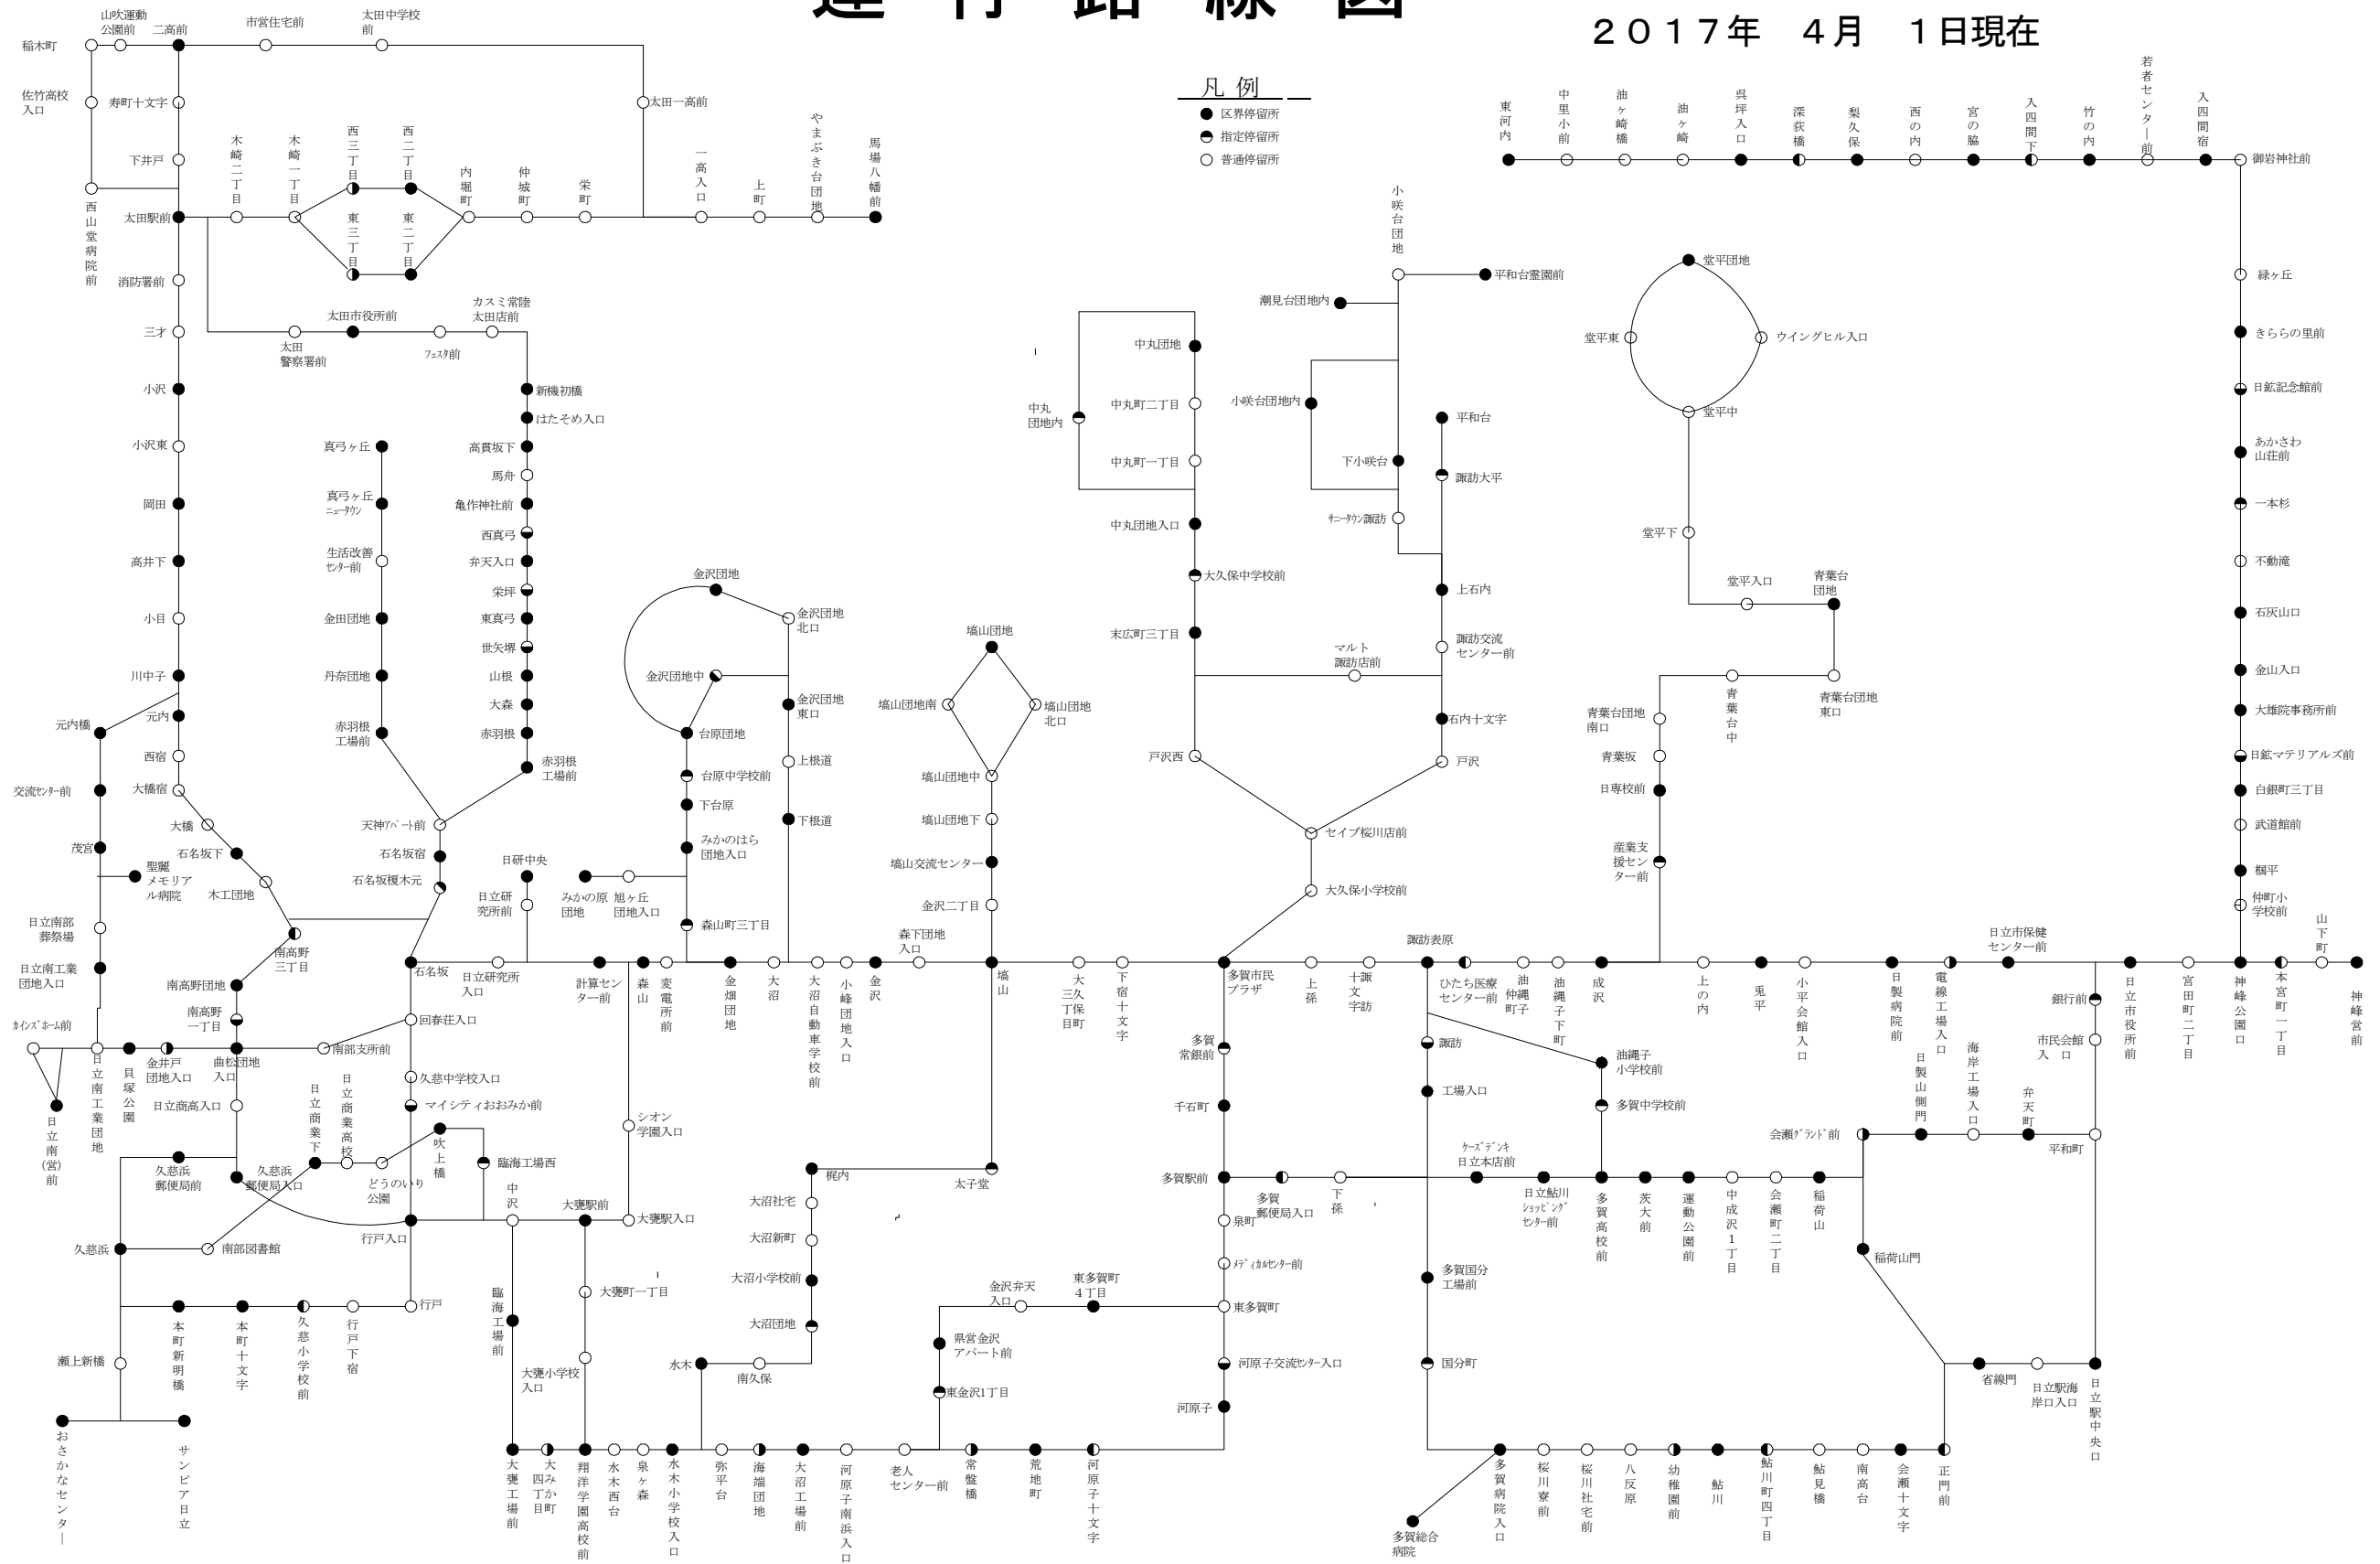 運行路線図
２０１７年　４月　１日現在
凡 例
区界停留所
指定停留所
普通停留所
稲木町
山吹運動
公園前
二高前
市営住宅前
太田中学校
前
佐竹高校
入口
寿町十文字
太田一高前
下井戸
西山堂病院前
太田駅前
木崎二丁目
木崎一丁目
西三丁目
西二丁目
東三丁目
東二丁目
内堀町
仲城町
栄町
一高入口
上町
やまぶき台団地
馬場八幡前
消防署前
三才
小沢
小沢東
岡田
高井下
小目
川中子
元内橋
元内
西宿
大橋宿
大橋
石名坂下
木工団地
南高野
三丁目
南高野団地
南高野
一丁目
曲松団地
入口
日立商高入口
久慈浜
郵便局入口
久慈浜
郵便局前
交流ｾﾝﾀｰ前
茂宮
聖麗
メモリア
ル病院
日立南部
葬祭場
日立南工業
団地入口
ｶｲﾝｽﾞﾎｰﾑ前
日立南工業団地
日立南(営)前
貝塚公園
金井戸
団地入口
南部支所前
太田
警察署前
太田市役所前
ﾌｪｽﾀ前
カスミ常陸
太田店前
新機初橋
はたそめ入口
高貫坂下
馬舟
亀作神社前
西真弓
弁天入口
栄坪
東真弓
世矢堺
山根
大森
赤羽根
赤羽根
工場前
真弓ヶ丘
真弓ヶ丘
ﾆｭｰﾀｳﾝ
生活改善
ｾﾝﾀｰ前
金田団地
丹奈団地
赤羽根
工場前
天神ｱﾊﾟｰﾄ前
石名坂宿
石名坂榎木元
石名坂
回春荘入口
久慈中学校入口
マイシティおおみか前
吹上橋
臨海工場西
日立商業下
日立商業高校
どうのいり
公園
行戸入口
行戸
久慈浜
南部図書館
本町新明橋
本町十文字
久慈小学校前
行戸下宿
瀬上新橋
おさかなセンター
サンピア日立
日立研究所
入口
日研中央
日立研
究所前
計算セン
ター前
森山
変電所前
金畑団地
大沼
大沼自動車学校前
小峰団地入口
金沢
森下団地
入口
塙山
大久保町
三丁目
下宿十文字
多賀市民
プラザ
上孫
十文字
諏訪
諏訪表原
ひたち医療
センター前
油縄子
仲町
油縄子下町
成沢
上の内
兎平
小平会館入口
日製病院前
電線工場入口
日立市保健
センター前
日立市役所前
宮田町二丁目
神峰公園口
本宮町一丁目
山下町
神峰営前
金沢団地
金沢団地
北口
金沢団地中
金沢団地
東口
台原団地
台原中学校前
下台原
みかのはら
団地入口
みかの原
団地
旭ヶ丘
団地入口
森山町三丁目
上根道
下根道
塙山団地
塙山団地南
塙山団地
北口
塙山団地中
塙山団地下
塙山交流センター
金沢二丁目
中丸
団地内
中丸団地
中丸町二丁目
中丸町一丁目
中丸団地入口
大久保中学校前
末広町三丁目
マルト
諏訪店前
戸沢西
戸沢
セイブ桜川店前
大久保小学校前
小咲台団地
平和台霊園前
潮見台団地内
小咲台団地内
下小咲台
ｻﾆｰﾀｳﾝ諏訪
平和台
諏訪大平
上石内
諏訪交流
センター前
石内十文字
堂平団地
堂平東
ウイングヒル入口
堂平中
堂平下
堂平入口
青葉台
団地
青葉台団地
東口
青葉台中
青葉台団地
南口
青葉坂
日専校前
産業支
援セン
ター前
東河内
中里小前
油ヶ崎橋
油ヶ崎
呉坪入口
深荻橋
梨久保
西の内
宮の脇
入四間下
竹の内
若者センター前
入四間宿
御岩神社前
緑ヶ丘
きららの里前
日鉱記念館前
あかさわ
山荘前
一本杉
不動滝
石灰山口
金山入口
大雄院事務所前
日鉱マテリアルズ前
白銀町三丁目
武道館前
梱平
仲町小
学校前
シオン
学園入口
大甕駅入口
大甕駅前
中沢
臨海工場前
大甕町一丁目
大甕小学校
入口
大甕工場前
大みか町
四丁目
翔洋学園高校前
水木西台
泉ヶ森
水木小学校入口
弥平台
海端団地
大沼工場前
河原子南浜入口
老人
センター前
常盤橋
荒地町
河原子十文字
梶内
太子堂
大沼社宅
大沼新町
大沼小学校前
大沼団地
水木
南久保
県営金沢
アパート前
東金沢1丁目
金沢弁天
入口
東多賀町
４丁目
多賀
常銀前
千石町
多賀駅前
多賀
郵便局入口
下孫
泉町
ﾒﾃﾞｨｶﾙｾﾝﾀｰ前
東多賀町
河原子交流ｾﾝﾀｰ入口
河原子
諏訪
工場入口
油縄子
小学校前
多賀中学校前
ｹｰｽﾞﾃﾞﾝｷ
日立本店前
日立鮎川
ｼｮｯﾋﾟﾝｸﾞ
ｾﾝﾀｰ前
多賀高校前
茨大前
運動公園前
中成沢1丁目
会瀬町二丁目
稲荷山
会瀬ｸﾞﾗﾝﾄﾞ前
日製山側門
海岸工場入口
弁天町
平和町
銀行前
市民会館
入　口
稲荷山門
多賀国分
工場前
国分町
省線門
日立駅海
岸口入口
日立駅中央口
多賀総合
病院
多賀病院入口
桜川寮前
桜川社宅前
八反原
幼稚園前
鮎川
鮎川町四丁目
鮎見橋
南高台
会瀬十文字
正門前